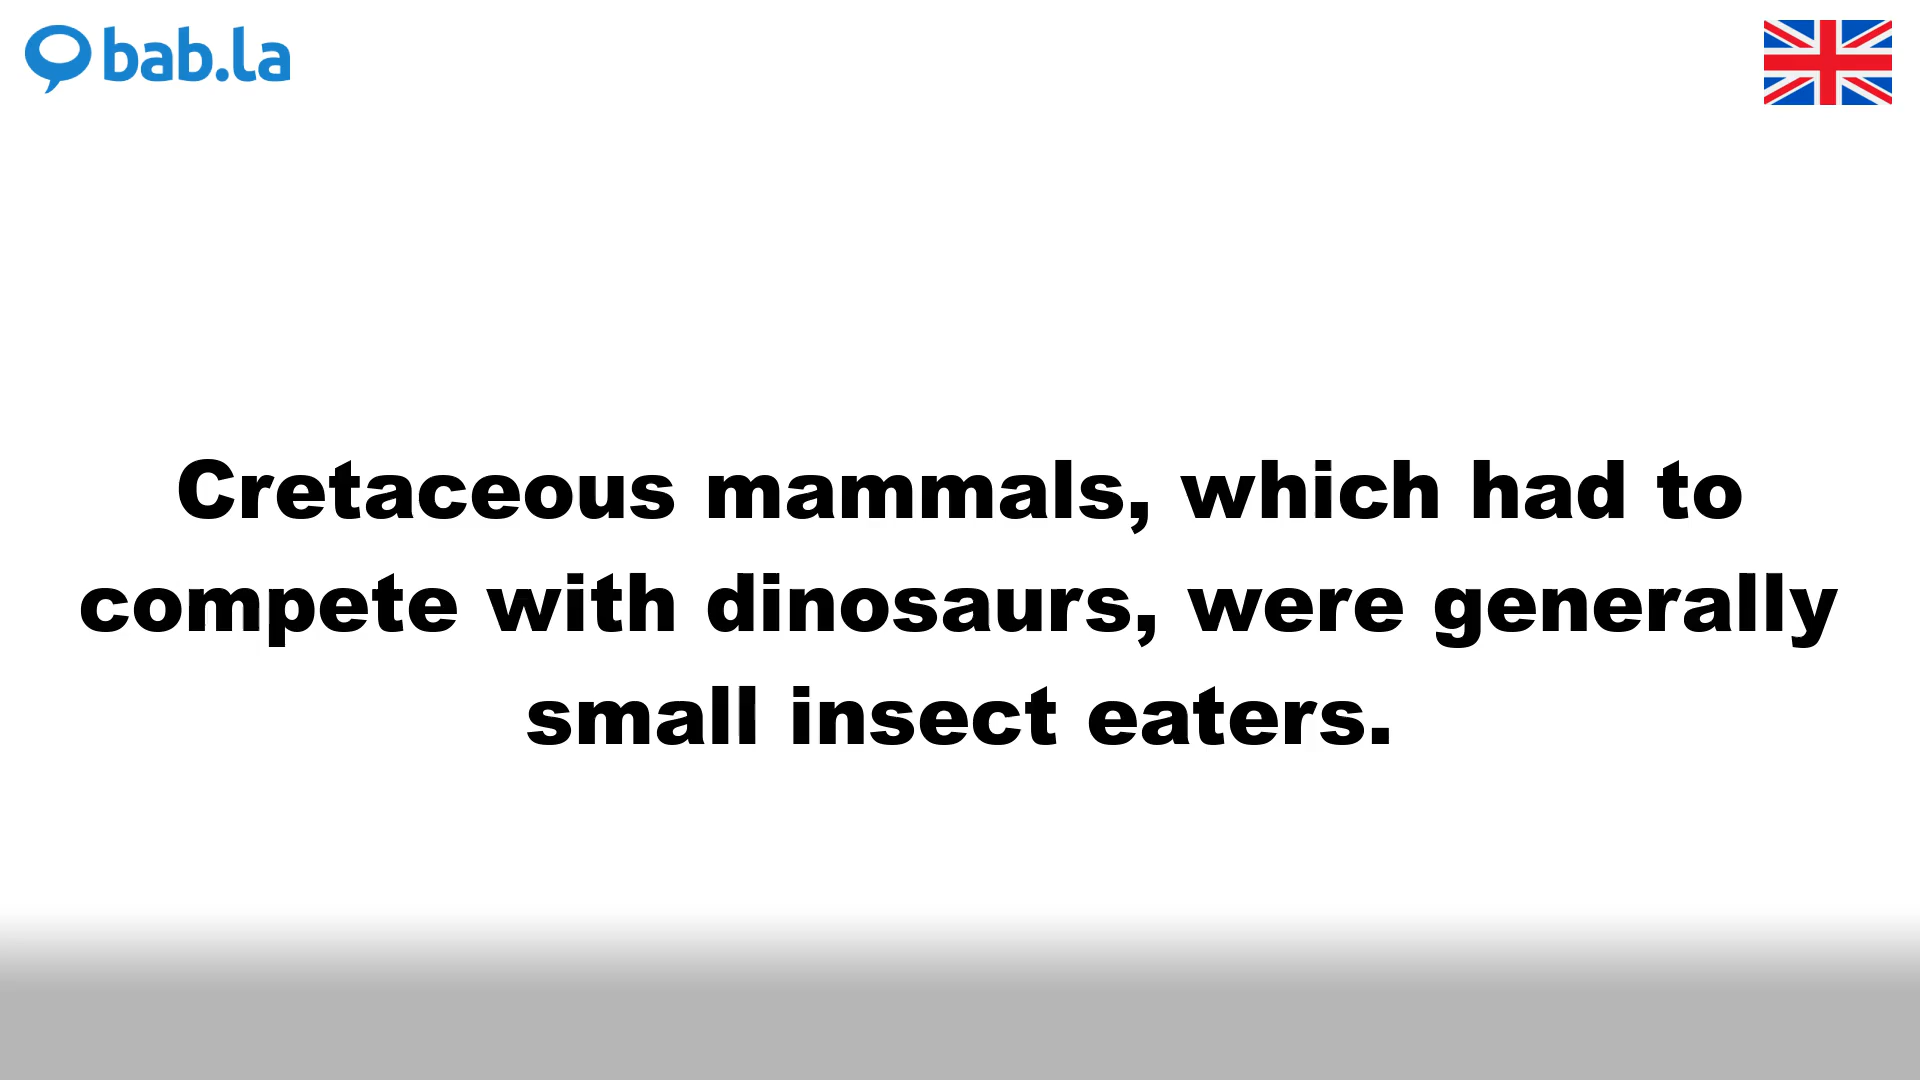 bab.la
Cretaceous mammals, which had to
compete with dinosaurs, were generally
small insect eaters.